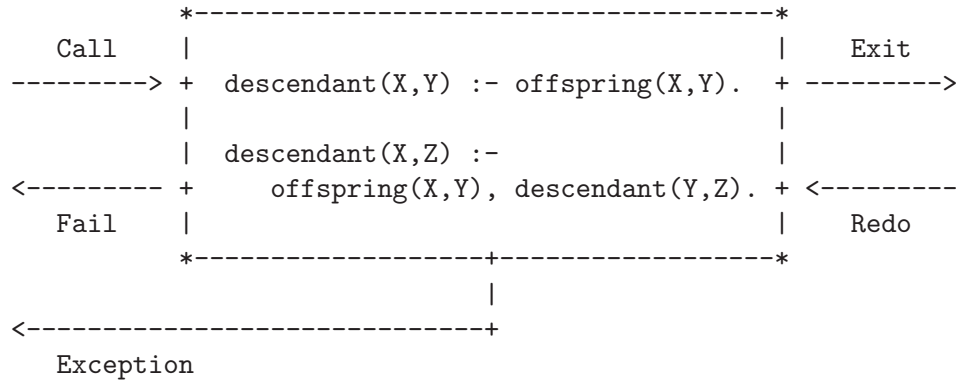 *--------------------------------------*
Call | | Exit
---------> + descendant(X,Y) :- offspring(X,Y). + --------->
| |
| descendant(X,Z) :- |
<--------- + offspring(X,Y), descendant(Y,Z). + <---------
Fail | | Redo
*-------------------+------------------*
|
<------------------------------+
Exception